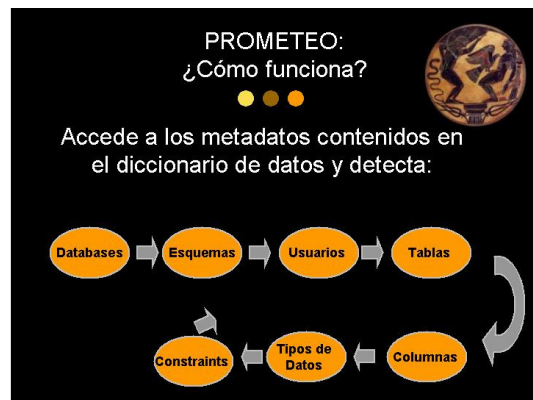 PROMETEO:
¿Cómo funciona?
Accede a los metadatos contenidos en
el diccionario de datos y detecta:
Databases
Esquemas
Usuarios
Tablas
Columnas
Tipos de
Datos
Constraints